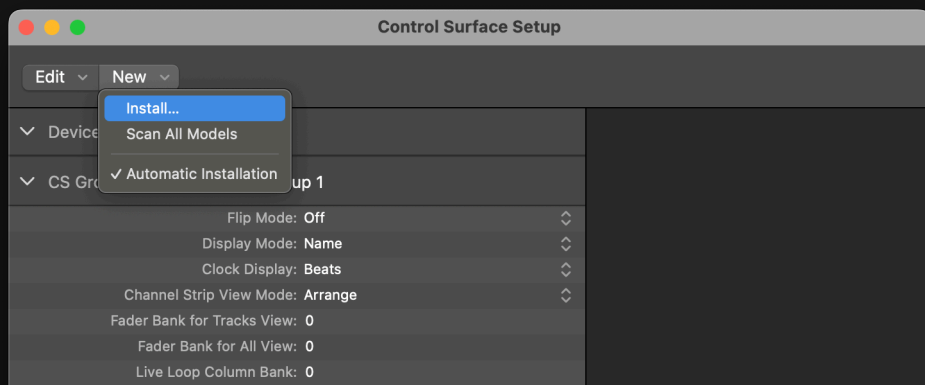 Control Surface Setup
Edit New
Install...
Device
Scan All Models
Automatic Installation
CS Gro up 1
Flip Mode: Off
Display Mode: Name
Clock Display: Beats
Channel Strip View Mode: Arrange
Fader Bank for Tracks View: 0
Fader Bank for All View: 0
Live Loop Column Bank: 0